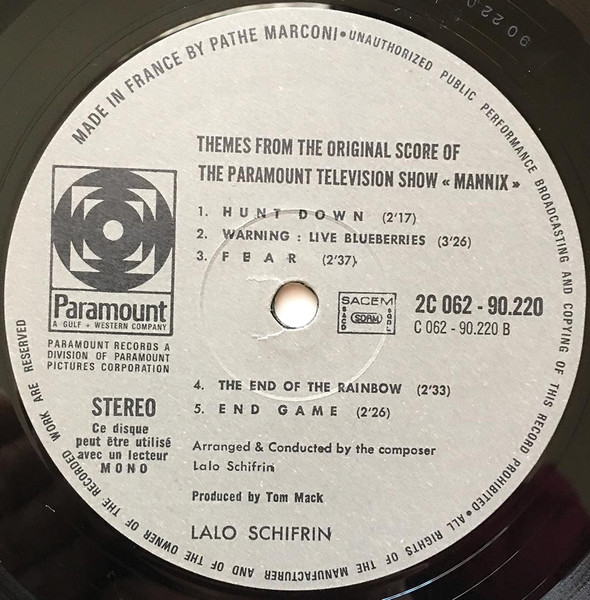 MADE IN FRANCE BY PATHE MARCONI • UNAUTHORIZED PUBLIC PERFORMANCE BROADCASTING AND COPYING OF THIS RECORD PROHIBITED • ALL RIGHTS OF THE MANUFACTURER AND OF THE OWNER OF THE RECORDED WORK ARE RESERVED
THEMES FROM THE ORIGINAL SCORE OF
THE PARAMOUNT TELEVISION SHOW « MANNIX »
1. HUNT DOWN (2'17)
2. WARNING : LIVE BLUEBERRIES (3'26)
3. FEAR (2'37)
Paramount
A GULF + WESTERN COMPANY
PARAMOUNT RECORDS A
DIVISION OF PARAMOUNT
PICTURES CORPORATION
SACEM
SACD
SDRM
SGDL
2C 062 - 90.220
C 062 - 90.220 B
STEREO
Ce disque
peut être utilisé
avec un lecteur
MONO
4. THE END OF THE RAINBOW (2'33)
5. END GAME (2'26)
Arranged & Conducted by the composer
Lalo Schifrin
Produced by Tom Mack
LALO SCHIFRIN